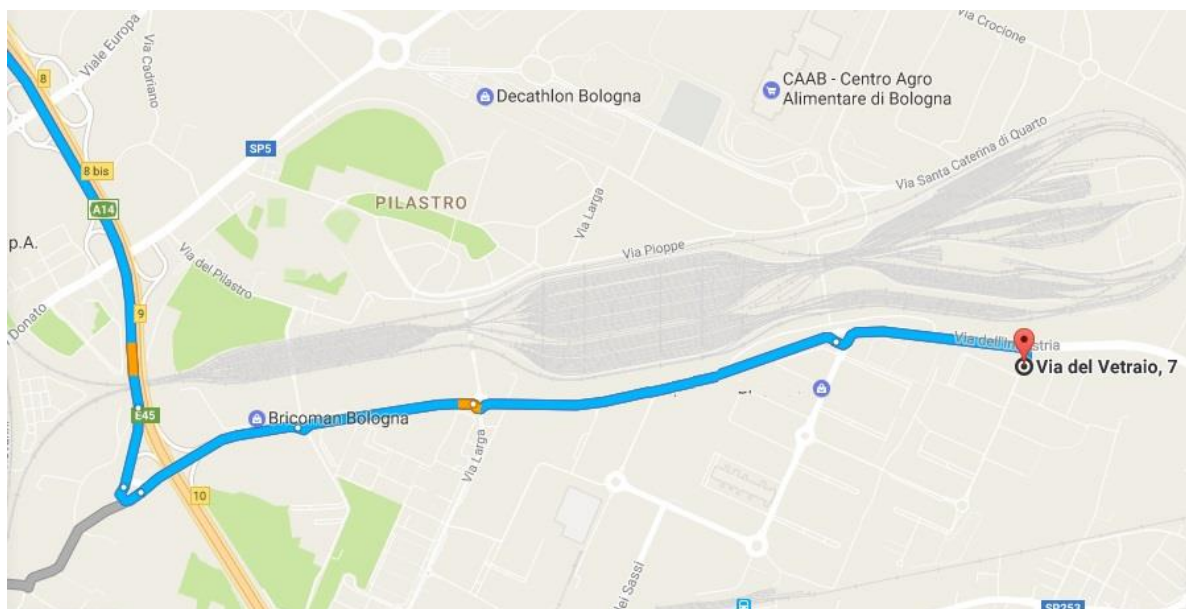 Via Crocione
8
Viale Europa
Via Cadriano
CAAB - Centro Agro
Alimentare di Bologna
Decathlon Bologna
SP5
8 bis
Via Santa Caterina di Quarto
A14
PILASTRO
Via Larga
p.A.
Via Pioppe
Via del Pilastro
9
Donato
Via dell'Industria
Via del Vetraio, 7
E45
Bricoman Bologna
Via Larga
10
dei Sassi
SP253